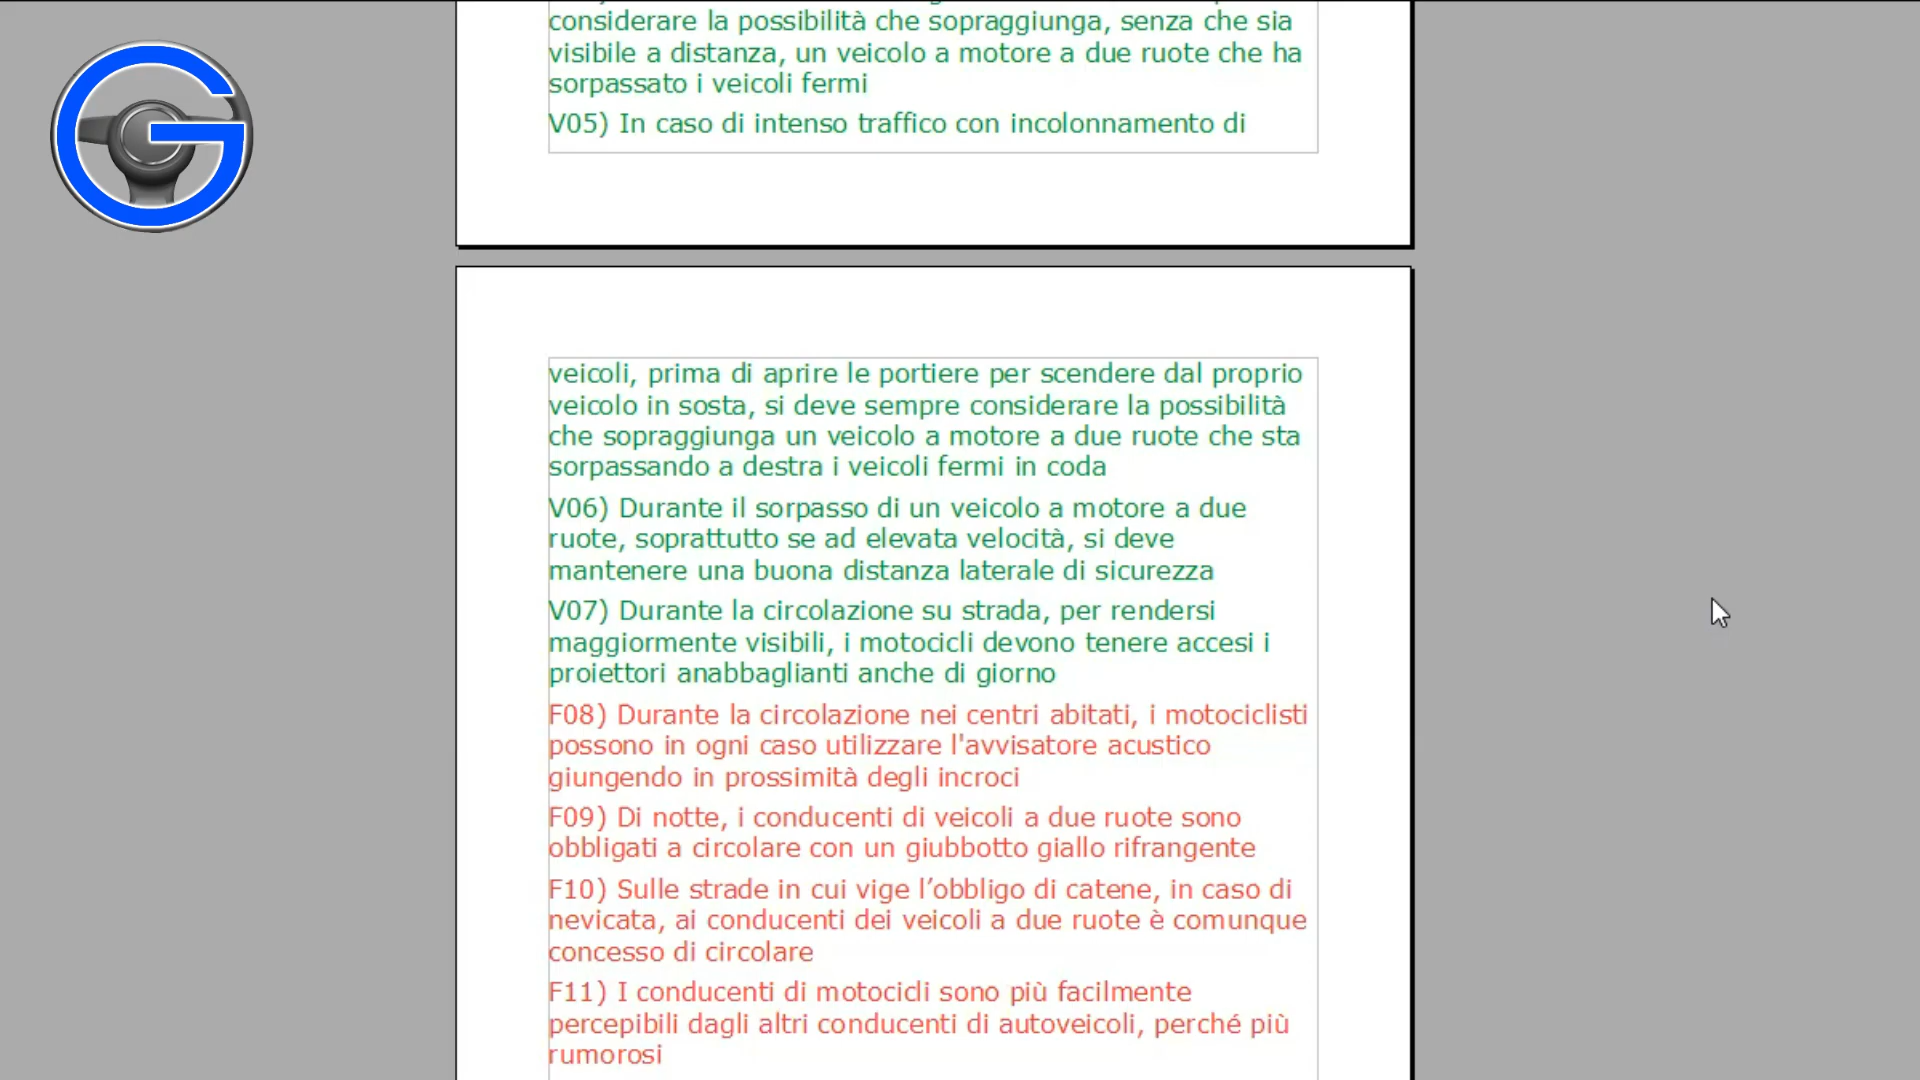 considerare la possibilità che sopraggiunga, senza che sia
visibile a distanza, un veicolo a motore a due ruote che ha
sorpassato i veicoli fermi
V05) In caso di intenso traffico con incolonnamento di
veicoli, prima di aprire le portiere per scendere dal proprio
veicolo in sosta, si deve sempre considerare la possibilità
che sopraggiunga un veicolo a motore a due ruote che sta
sorpassando a destra i veicoli fermi in coda
V06) Durante il sorpasso di un veicolo a motore a due
ruote, soprattutto se ad elevata velocità, si deve
mantenere una buona distanza laterale di sicurezza
V07) Durante la circolazione su strada, per rendersi
maggiormente visibili, i motocicli devono tenere accesi i
proiettori anabbaglianti anche di giorno
F08) Durante la circolazione nei centri abitati, i motociclisti
possono in ogni caso utilizzare l'avvisatore acustico
giungendo in prossimità degli incroci
F09) Di notte, i conducenti di veicoli a due ruote sono
obbligati a circolare con un giubbotto giallo rifrangente
F10) Sulle strade in cui vige l’obbligo di catene, in caso di
nevicata, ai conducenti dei veicoli a due ruote è comunque
concesso di circolare
F11) I conducenti di motocicli sono più facilmente
percepibili dagli altri conducenti di autoveicoli, perché più
rumorosi